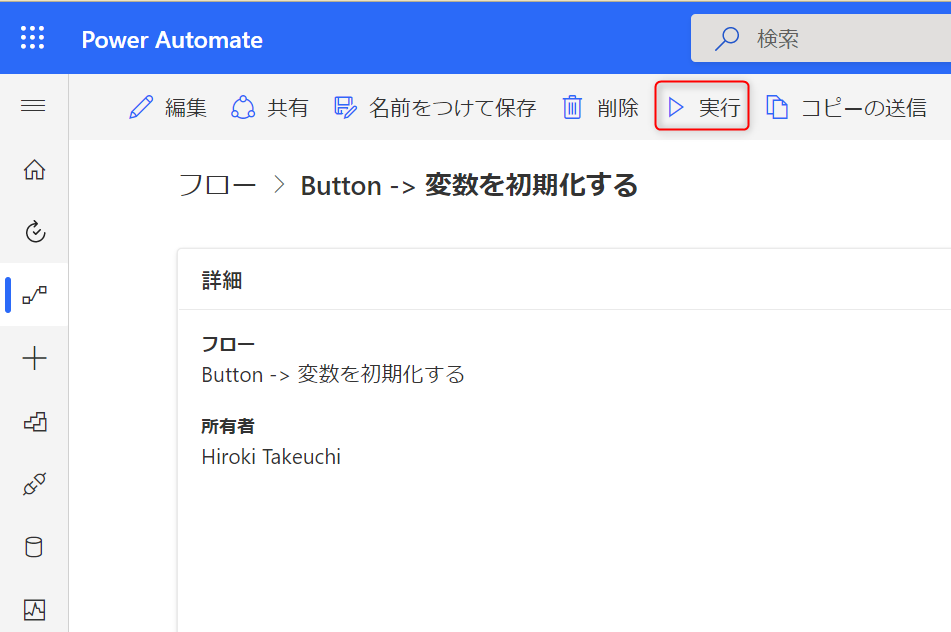 Power Automate
検索
編集 共有 名前をつけて保存 削除 実行 コピーの送信
フロー > Button -> 変数を初期化する
詳細
フロー
Button -> 変数を初期化する
所有者
Hiroki Takeuchi